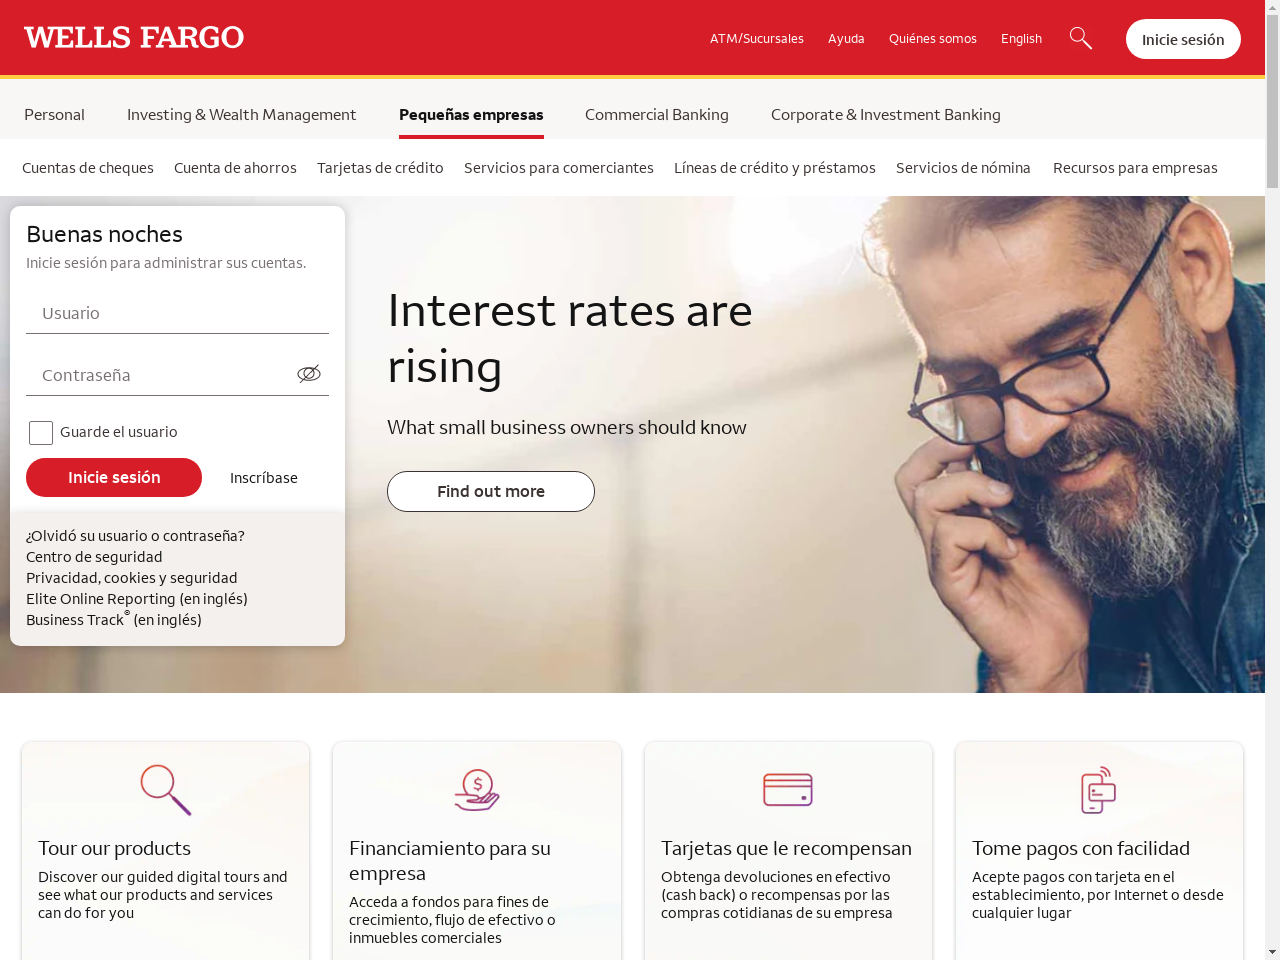 WELLS FARGO
ATM/Sucursales
Ayuda
Quiénes somos
English
Inicie sesión
Personal
Investing & Wealth Management
Pequeñas empresas
Commercial Banking
Corporate & Investment Banking
Cuentas de cheques
Cuenta de ahorros
Tarjetas de crédito
Servicios para comerciantes
Líneas de crédito y préstamos
Servicios de nómina
Recursos para empresas
Buenas noches
Inicie sesión para administrar sus cuentas.
Usuario
Contraseña
Guarde el usuario
Inicie sesión
Inscríbase
¿Olvidó su usuario o contraseña?
Centro de seguridad
Privacidad, cookies y seguridad
Elite Online Reporting (en inglés)
Business Track® (en inglés)
Interest rates are
rising
What small business owners should know
Find out more
Tour our products
Discover our guided digital tours and
see what our products and services
can do for you
Financiamiento para su
empresa
Acceda a fondos para fines de
crecimiento, flujo de efectivo o
inmuebles comerciales
Tarjetas que le recompensan
Obtenga devoluciones en efectivo
(cash back) o recompensas por las
compras cotidianas de su empresa
Tome pagos con facilidad
Acepte pagos con tarjeta en el
establecimiento, por Internet o desde
cualquier lugar